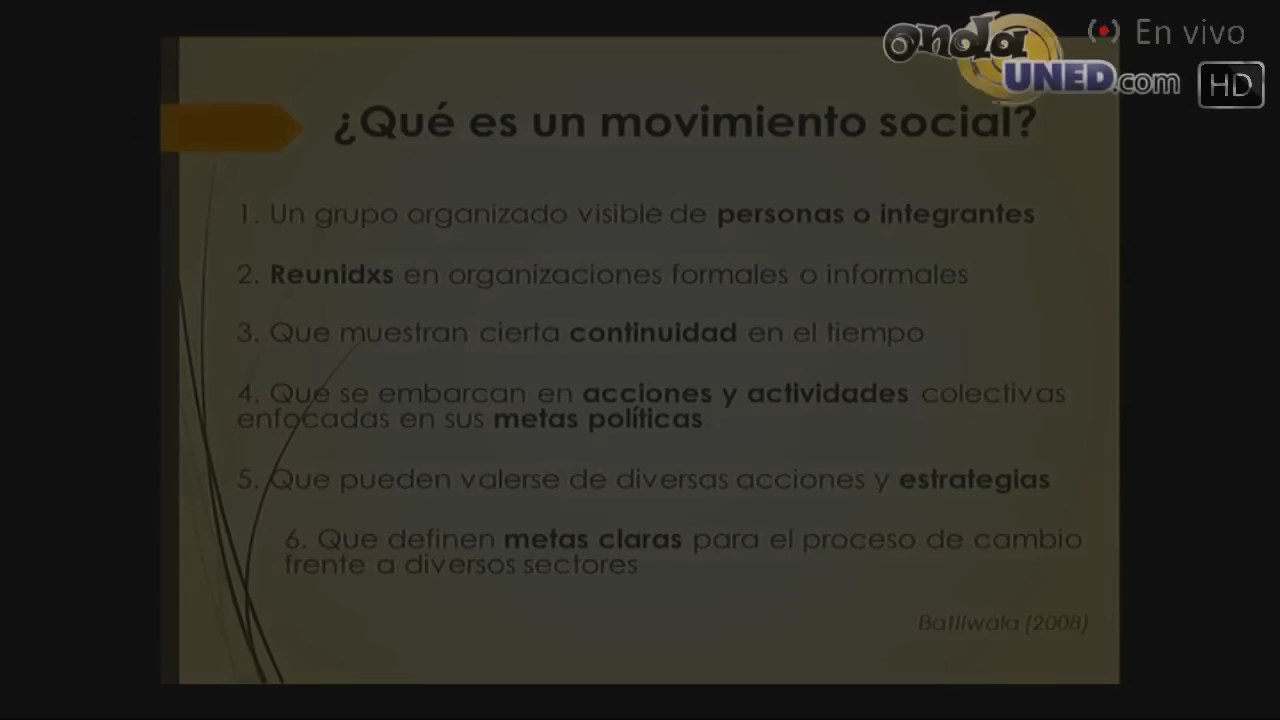 onda
UNED.com
En vivo
HD
¿Qué es un movimiento social?
1. Un grupo organizado visible de personas o integrantes
2. Reunidxs en organizaciones formales o informales
3. Que muestran cierta continuidad en el tiempo
4. Que se embarcan en acciones y actividades colectivas
enfocadas en sus metas políticas
5. Que pueden valerse de diversas acciones y estrategias
6. Que definen metas claras para el proceso de cambio
frente a diversos sectores
Batliwala (2008)